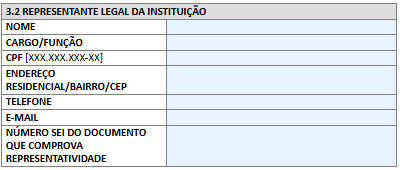 3.2 REPRESENTANTE LEGAL DA INSTITUIÇÃO
NOME
CARGO/FUNÇÃO
CPF [XXX.XXX.XXX-XX]
ENDEREÇO
RESIDENCIAL/BAIRRO/CEP
TELEFONE
E-MAIL
NÚMERO SEI DO DOCUMENTO
QUE COMPROVA
REPRESENTATIVIDADE